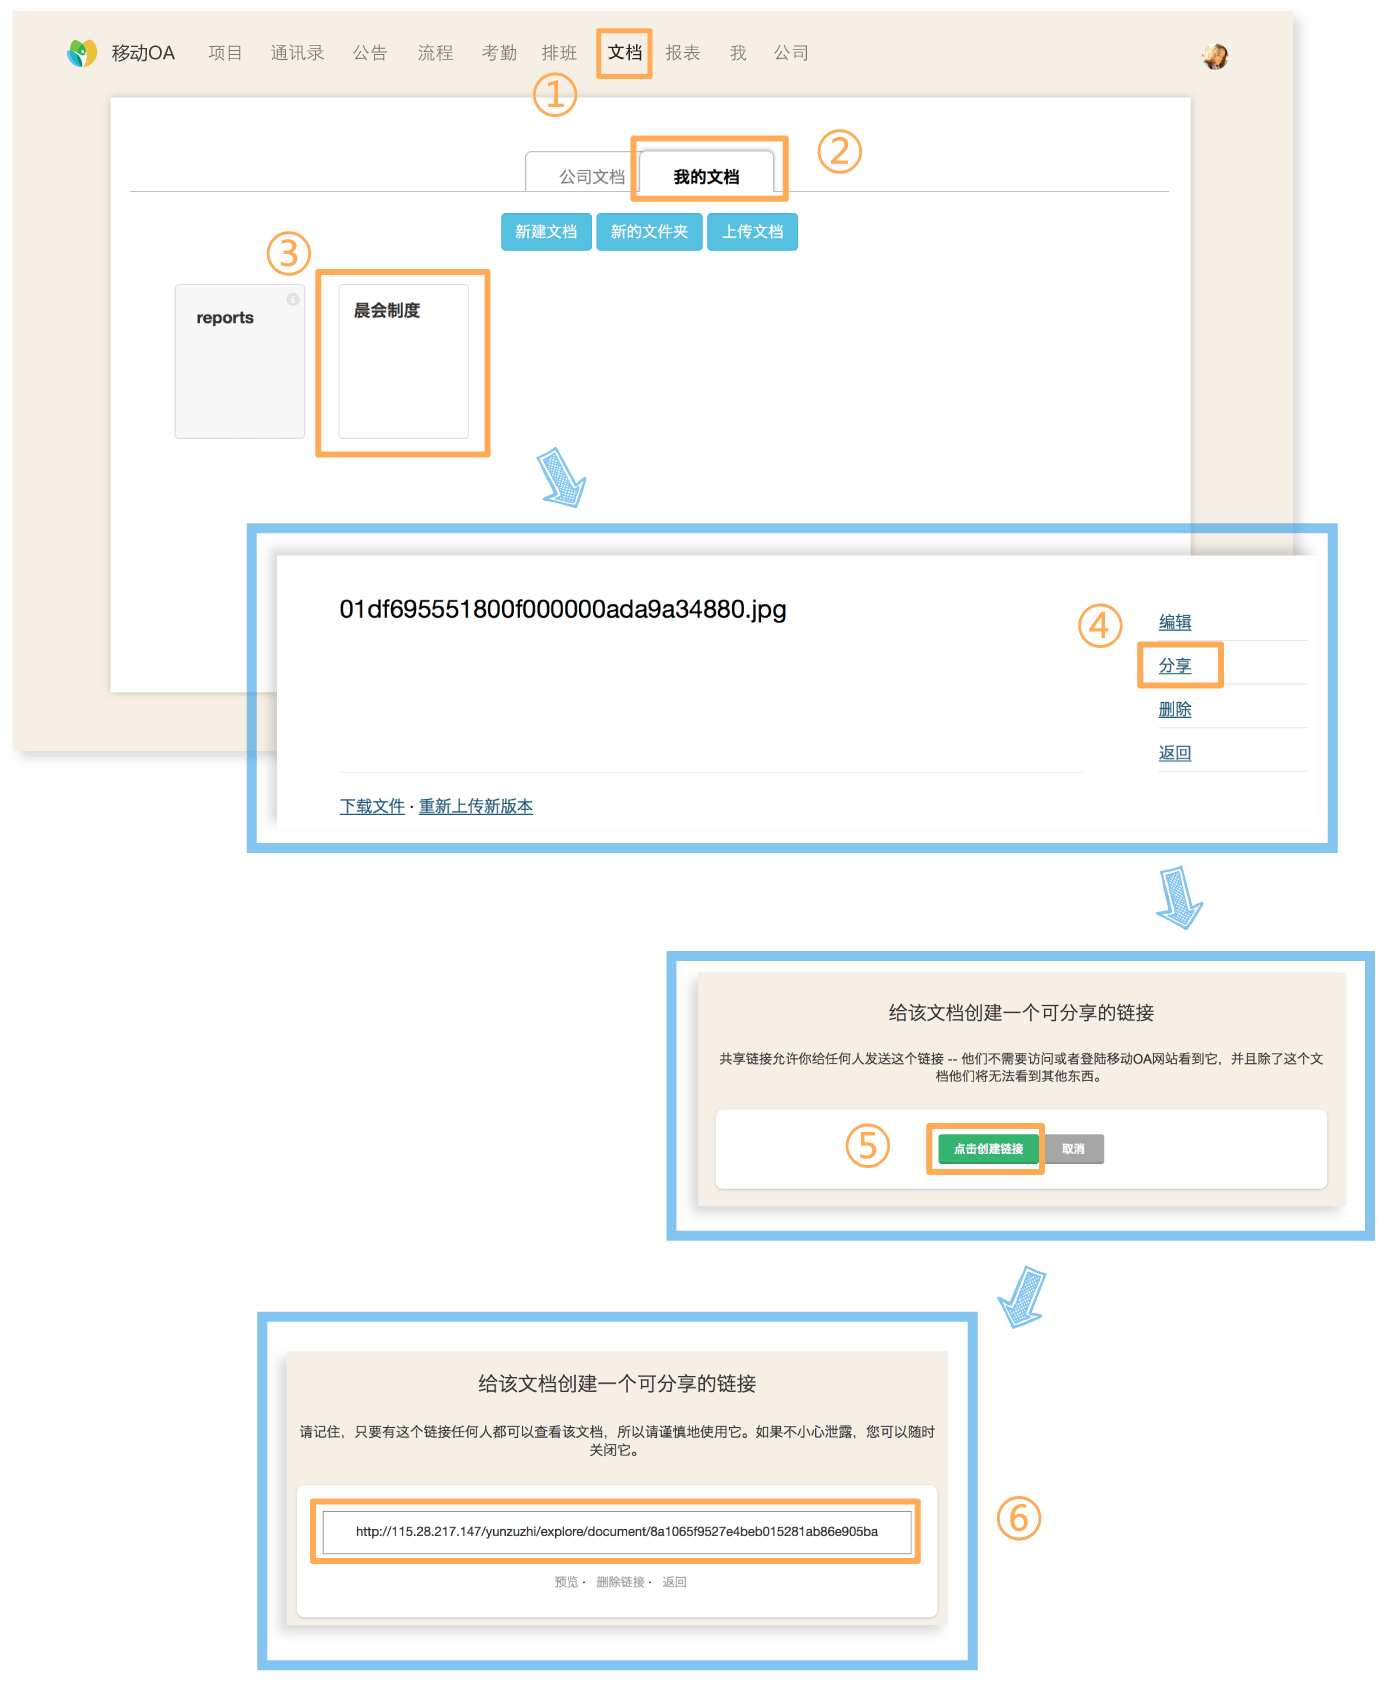 移动OA 项目 通讯录 公告 流程 考勤 排班 文档 报表 我 公司
①
②
公司文档 我的文档
新建文档 新的文件夹 上传文档
③
reports
晨会制度
01df695551800f000000ada9a34880.jpg
④
编辑
分享
删除
返回
下载文件 · 重新上传新版本
给该文档创建一个可分享的链接
共享链接允许你给任何人发送这个链接 -- 他们不需要访问或者登陆移动OA网站看到它，并且除了这个文
档他们将无法看到其他东西。
⑤
点击创建链接 取消
给该文档创建一个可分享的链接
请记住，只要有这个链接任何人都可以查看该文档，所以请谨慎地使用它。如果不小心泄露，您可以随时
关闭它。
http://115.28.217.147/yunzuzhi/explore/document/8a1065f9527e4beb015281ab86e905ba
⑥
预览 · 删除链接 · 返回